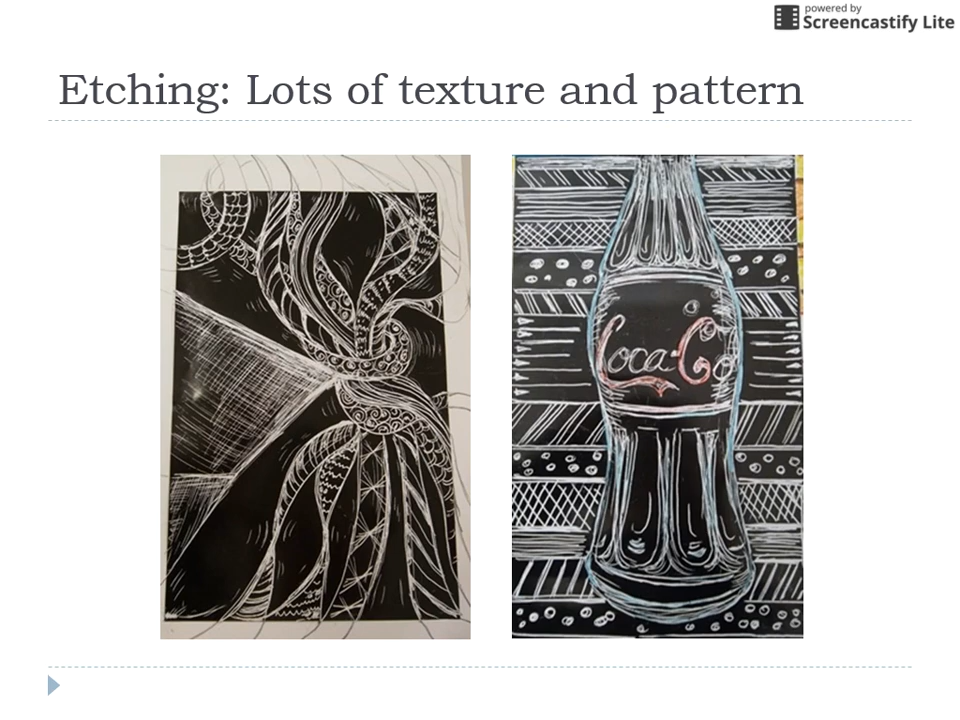 powered by
Screencastify Lite
Etching: Lots of texture and pattern
Coca-Co